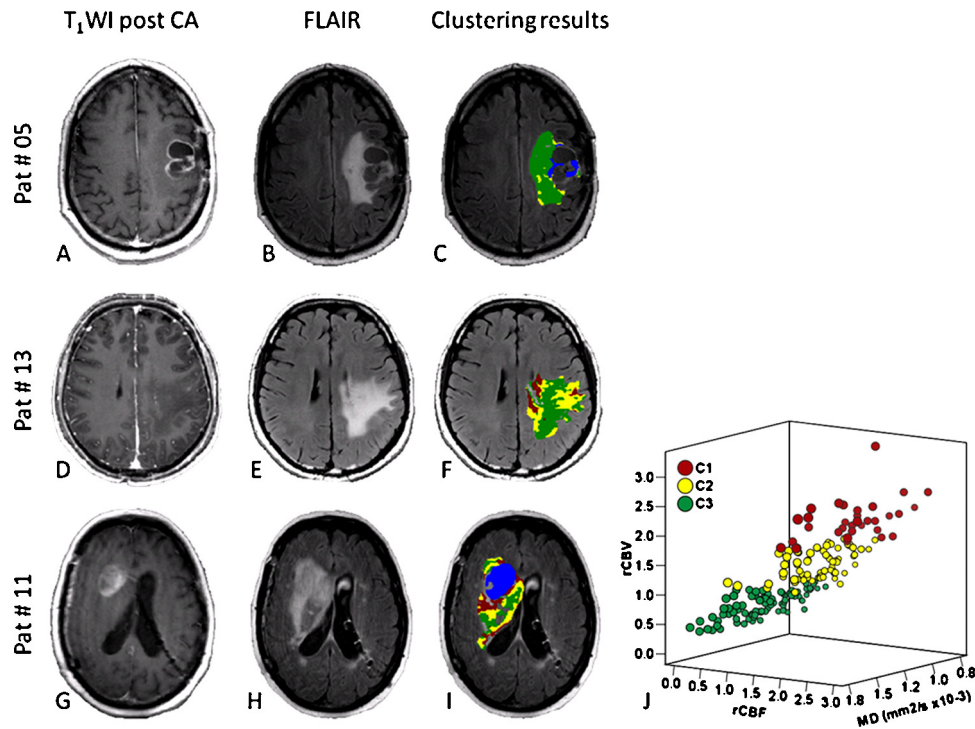 T₁WI post CA FLAIR Clustering results
Pat # 05
A B C
Pat # 13
D E F
Pat # 11
G H I J
C1
C2
C3
rCBV
3.0
2.5
2.0
1.5
1.0
0.5
0.0
0.0 0.5 1.0 1.5 2.0 2.5 3.0
rCBF
1.8 1.5 1.2 1.0 0.8
MD (mm2/s x10-3)